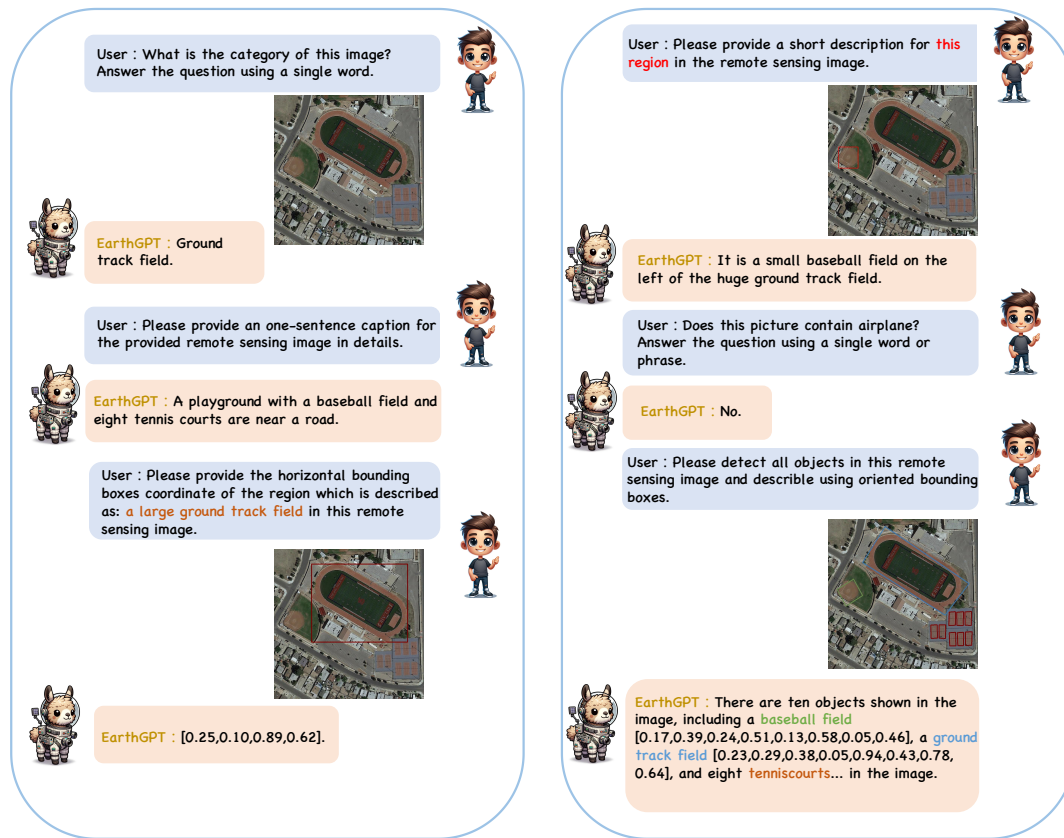 User : What is the category of this image?
Answer the question using a single word.
EarthGPT : Ground
track field.
User : Please provide an one-sentence caption for
the provided remote sensing image in details.
EarthGPT : A playground with a baseball field and
eight tennis courts are near a road.
User : Please provide the horizontal bounding
boxes coordinate of the region which is described
as: a large ground track field in this remote
sensing image.
EarthGPT : [0.25,0.10,0.89,0.62].
User : Please provide a short description for this
region in the remote sensing image.
EarthGPT : It is a small baseball field on the
left of the huge ground track field.
User : Does this picture contain airplane?
Answer the question using a single word or
phrase.
EarthGPT : No.
User : Please detect all objects in this remote
sensing image and describle using oriented bounding
boxes.
EarthGPT : There are ten objects shown in the
image, including a baseball field
[0.17,0.39,0.24,0.51,0.13,0.58,0.05,0.46], a ground
track field [0.23,0.29,0.38,0.05,0.94,0.43,0.78,
0.64], and eight tenniscourts... in the image.